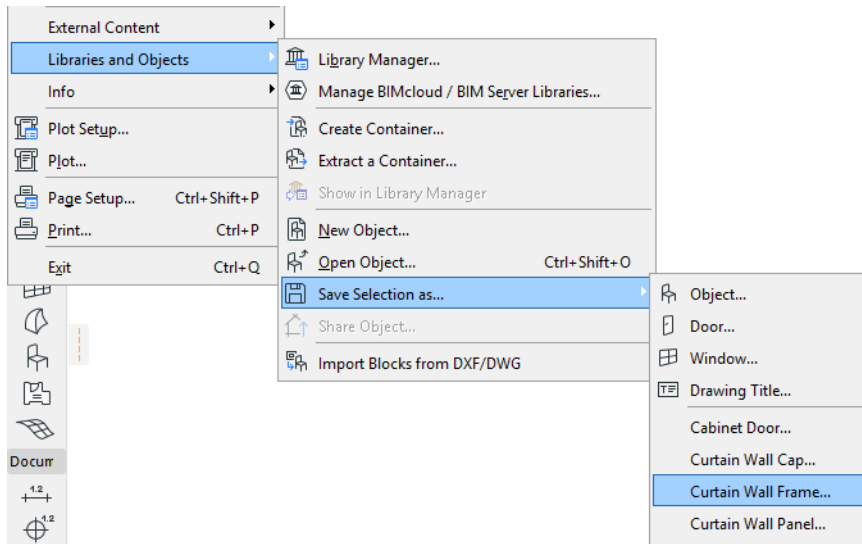 External Content
Libraries and Objects
Info
Plot Setup...
Plot...
Page Setup... Ctrl+Shift+P
Print... Ctrl+P
Exit Ctrl+Q
Library Manager...
Manage BIMcloud / BIM Server Libraries...
Create Container...
Extract a Container...
Show in Library Manager
New Object...
Open Object... Ctrl+Shift+O
Save Selection as...
Share Object...
Import Blocks from DXF/DWG
Object...
Door...
Window...
Drawing Title...
Cabinet Door...
Curtain Wall Cap...
Curtain Wall Frame...
Curtain Wall Panel...
Docum
1.2
1.2